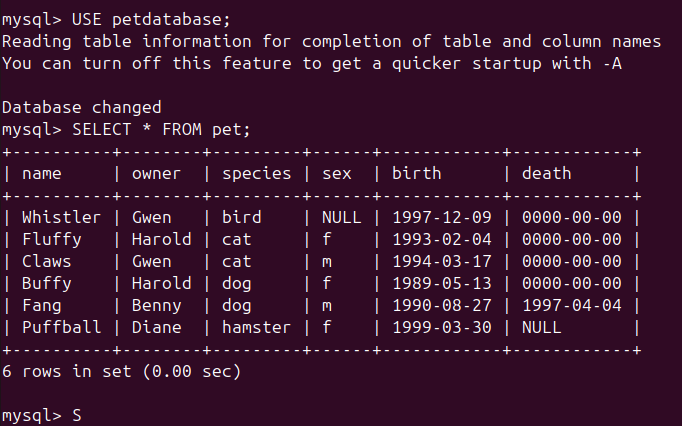 mysql> USE petdatabase;
Reading table information for completion of table and column names
You can turn off this feature to get a quicker startup with -A

Database changed
mysql> SELECT * FROM pet;
+----------+--------+---------+------+------------+------------+
| name     | owner  | species | sex  | birth      | death      |
+----------+--------+---------+------+------------+------------+
| Whistler | Gwen   | bird    | NULL | 1997-12-09 | 0000-00-00 |
| Fluffy   | Harold | cat     | f    | 1993-02-04 | 0000-00-00 |
| Claws    | Gwen   | cat     | m    | 1994-03-17 | 0000-00-00 |
| Buffy    | Harold | dog     | f    | 1989-05-13 | 0000-00-00 |
| Fang     | Benny  | dog     | m    | 1990-08-27 | 1997-04-04 |
| Puffball | Diane  | hamster | f    | 1999-03-30 | NULL       |
+----------+--------+---------+------+------------+------------+
6 rows in set (0.00 sec)

mysql> S